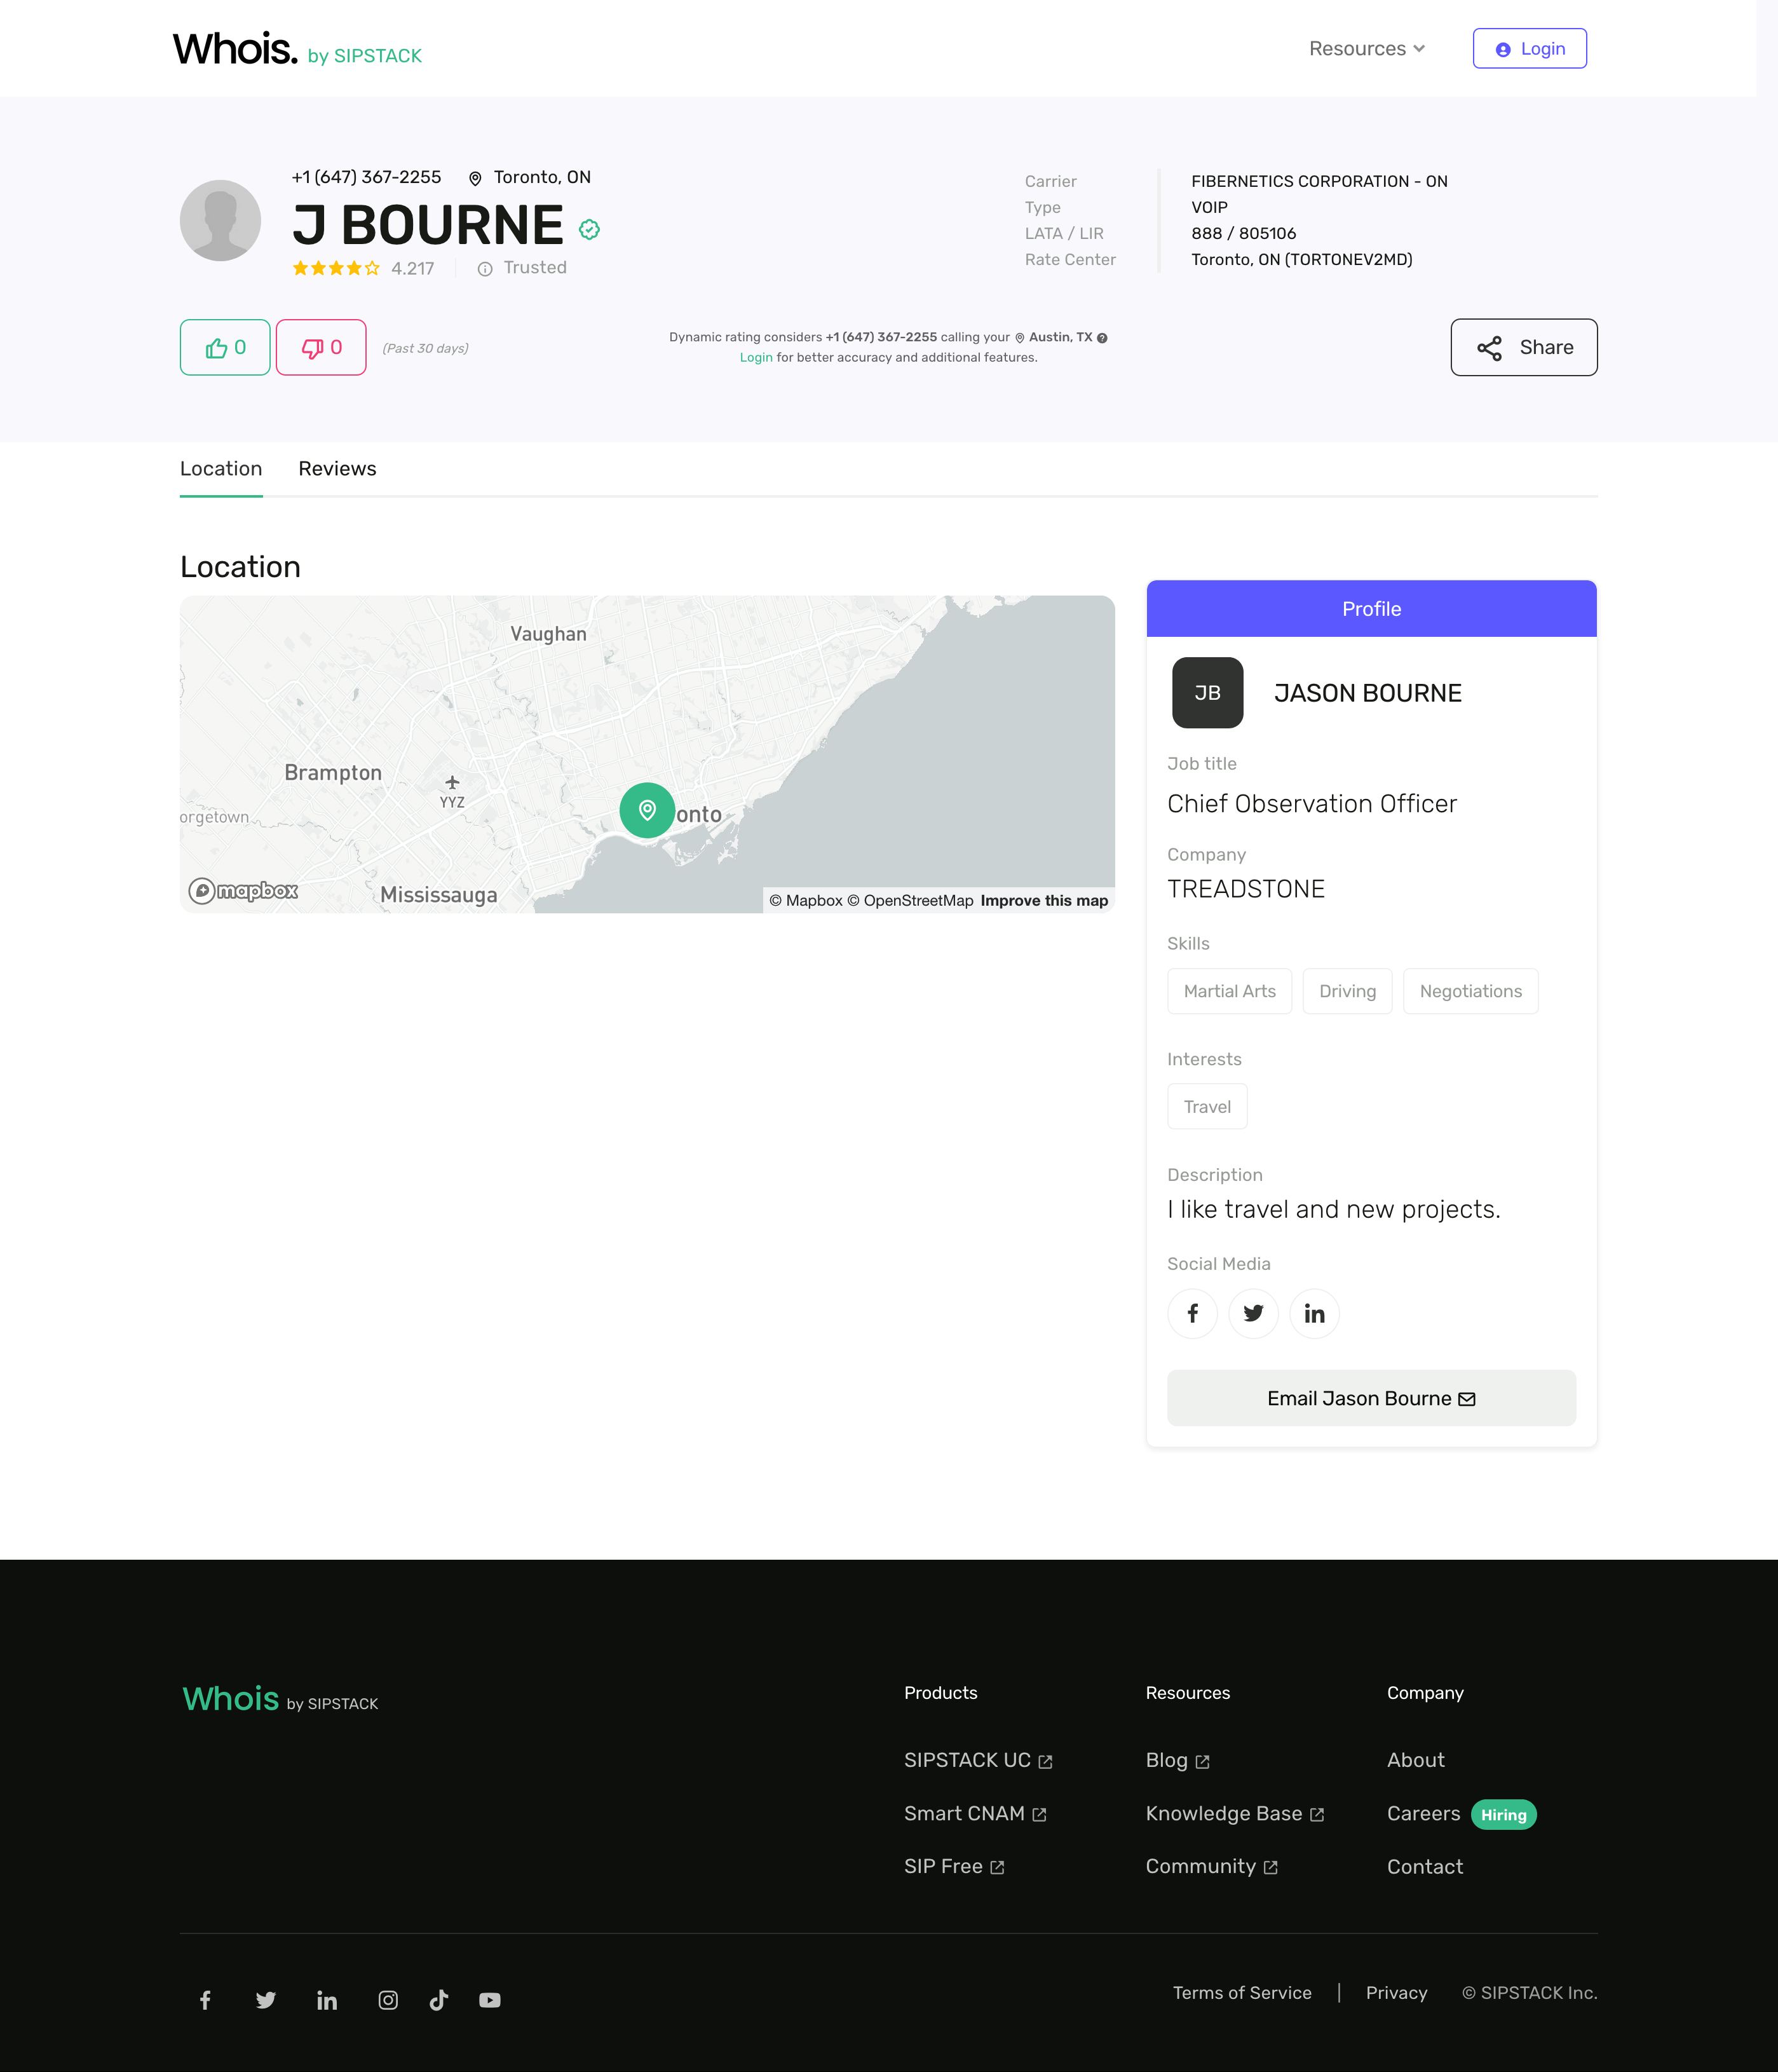 Whois. by SIPSTACK
Resources
Login
+1 (647) 367-2255 Toronto, ON
J BOURNE
4.217 Trusted
Carrier FIBERNETICS CORPORATION - ON
Type VOIP
LATA / LIR 888 / 805106
Rate Center Toronto, ON (TORTONEV2MD)
0 0 (Past 30 days)
Dynamic rating considers +1 (647) 367-2255 calling your Austin, TX
Login for better accuracy and additional features.
Share
Location Reviews
Location
Vaughan
Brampton
YYZ
orgetown
onto
Mississauga
mapbox
© Mapbox © OpenStreetMap Improve this map
Profile
JB JASON BOURNE
Job title
Chief Observation Officer
Company
TREADSTONE
Skills
Martial Arts Driving Negotiations
Interests
Travel
Description
I like travel and new projects.
Social Media
Email Jason Bourne
Whois by SIPSTACK
Products
SIPSTACK UC
Smart CNAM
SIP Free
Resources
Blog
Knowledge Base
Community
Company
About
Careers Hiring
Contact
Terms of Service | Privacy © SIPSTACK Inc.